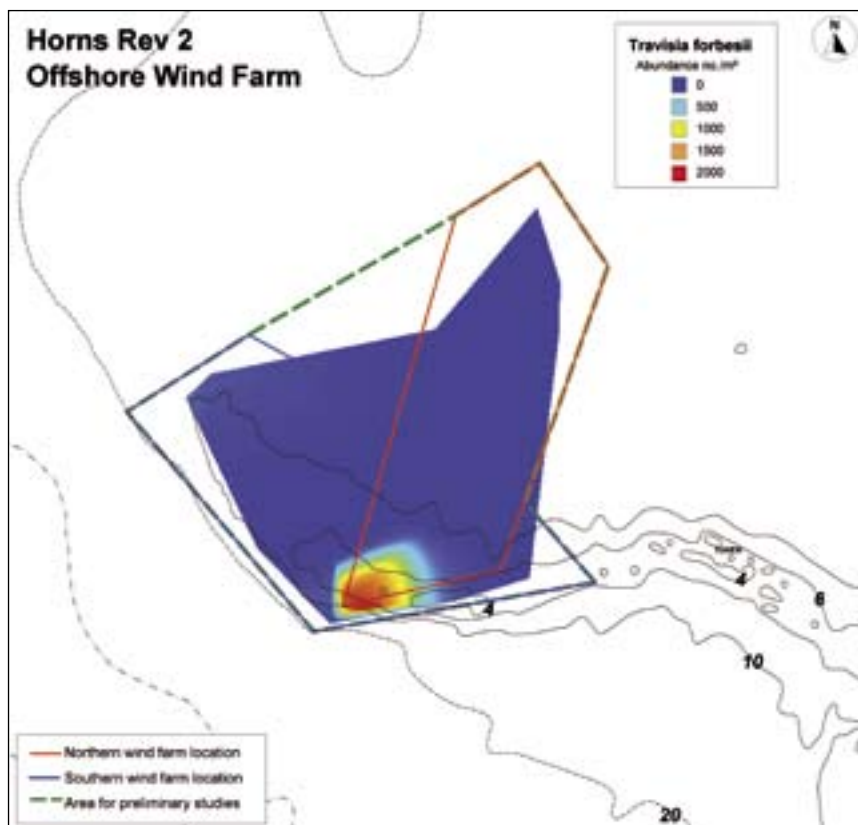 Horns Rev 2
Offshore Wind Farm
Travisia forbesii
Abundance no./m²
0
500
1000
1500
2000
N
4
4
6
10
20
Northern wind farm location
Southern wind farm location
Area for preliminary studies